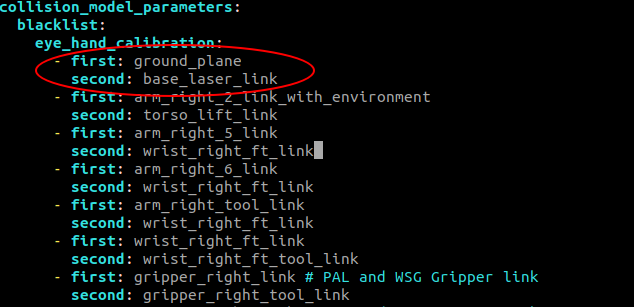 collision_model_parameters:
blacklist:
eye_hand_calibration:
- first: ground_plane
second: base_laser_link
- first: arm_right_2_link_with_environment
second: torso_lift_link
- first: arm_right_5_link
second: wrist_right_ft_link
- first: arm_right_6_link
second: wrist_right_ft_link
- first: arm_right_tool_link
second: wrist_right_ft_link
- first: wrist_right_ft_link
second: wrist_right_ft_tool_link
- first: gripper_right_link # PAL and WSG Gripper link
second: gripper_right_tool_link